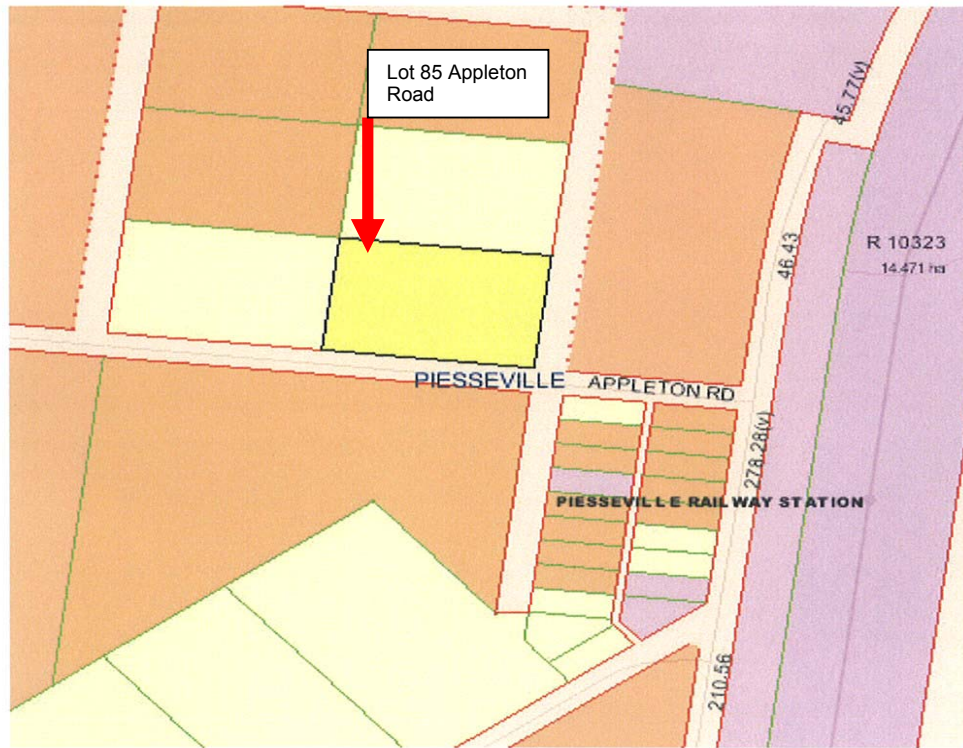 Lot 85 Appleton
Road
45.77(v)
R 10323
14.471 ha
46.43
PIESSEVILLE
APPLETON RD
278.28(v)
PIESSEVILLE RAILWAY STATION
210.56